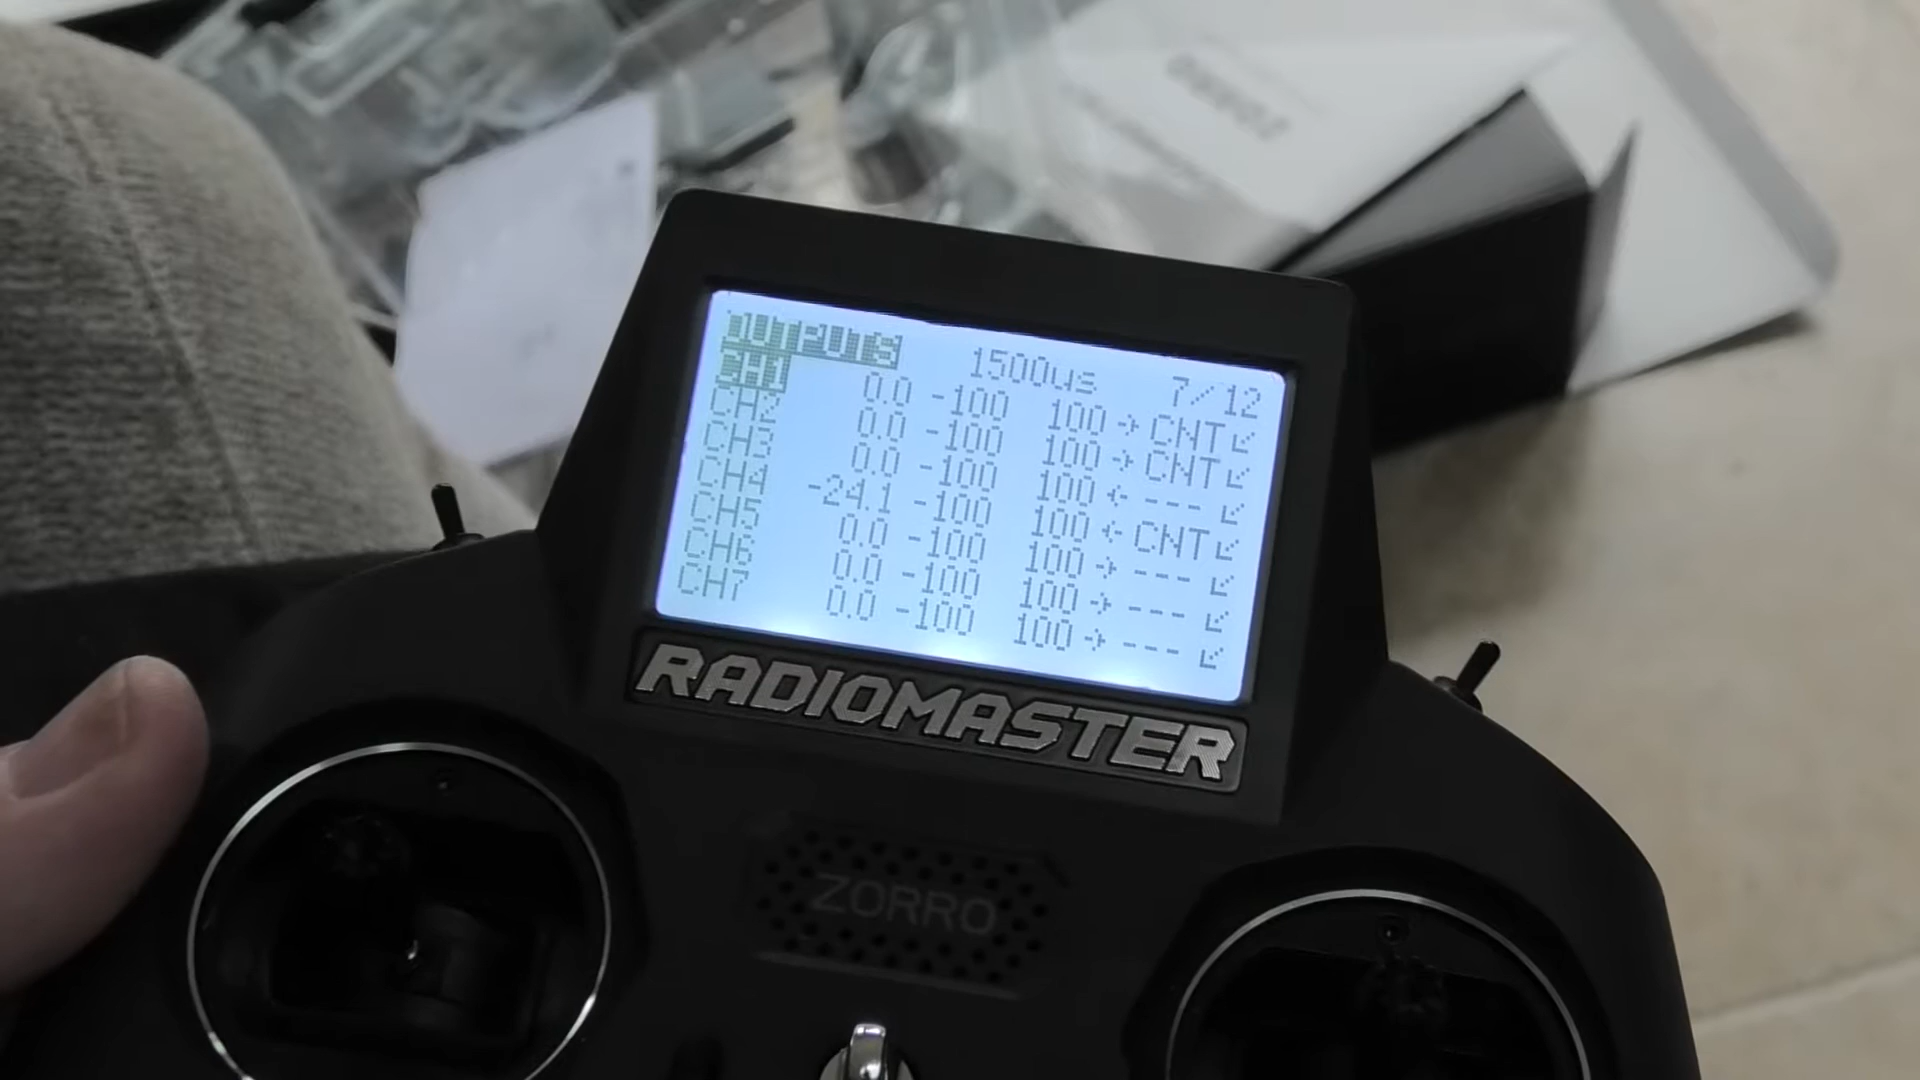 OUTPUTS 1500us 7/12
CH1 0.0 -100 100 → CNT
CH2 0.0 -100 100 → CNT
CH3 0.0 -100 100 ← ---
CH4 -24.1 -100 100 ← CNT
CH5 0.0 -100 100 → ---
CH6 0.0 -100 100 → ---
CH7 0.0 -100 100 → ---
RADIOMASTER
ZORRO